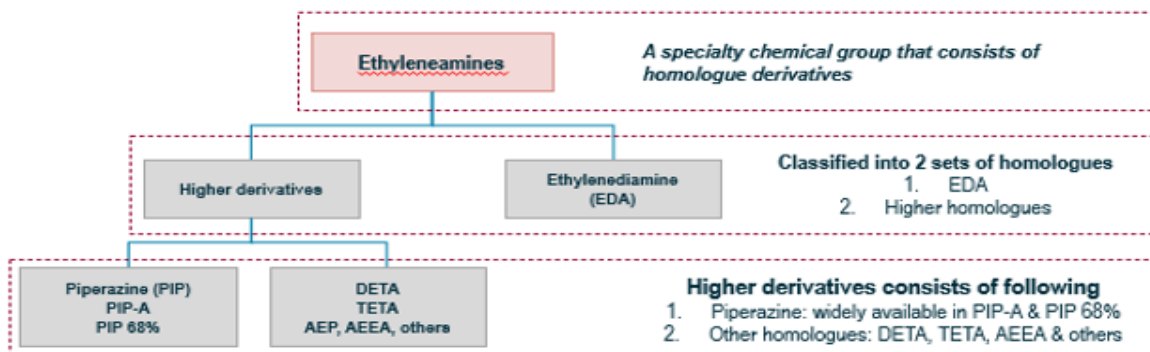 Ethyleneamines
A specialty chemical group that consists of
homologue derivatives
Higher derivatives
Ethylenediamine
(EDA)
Classified into 2 sets of homologues
1. EDA
2. Higher homologues
Piperazine (PIP)
PIP-A
PIP 68%
DETA
TETA
AEP, AEEA, others
Higher derivatives consists of following
1. Piperazine: widely available in PIP-A & PIP 68%
2. Other homologues: DETA, TETA, AEEA & others